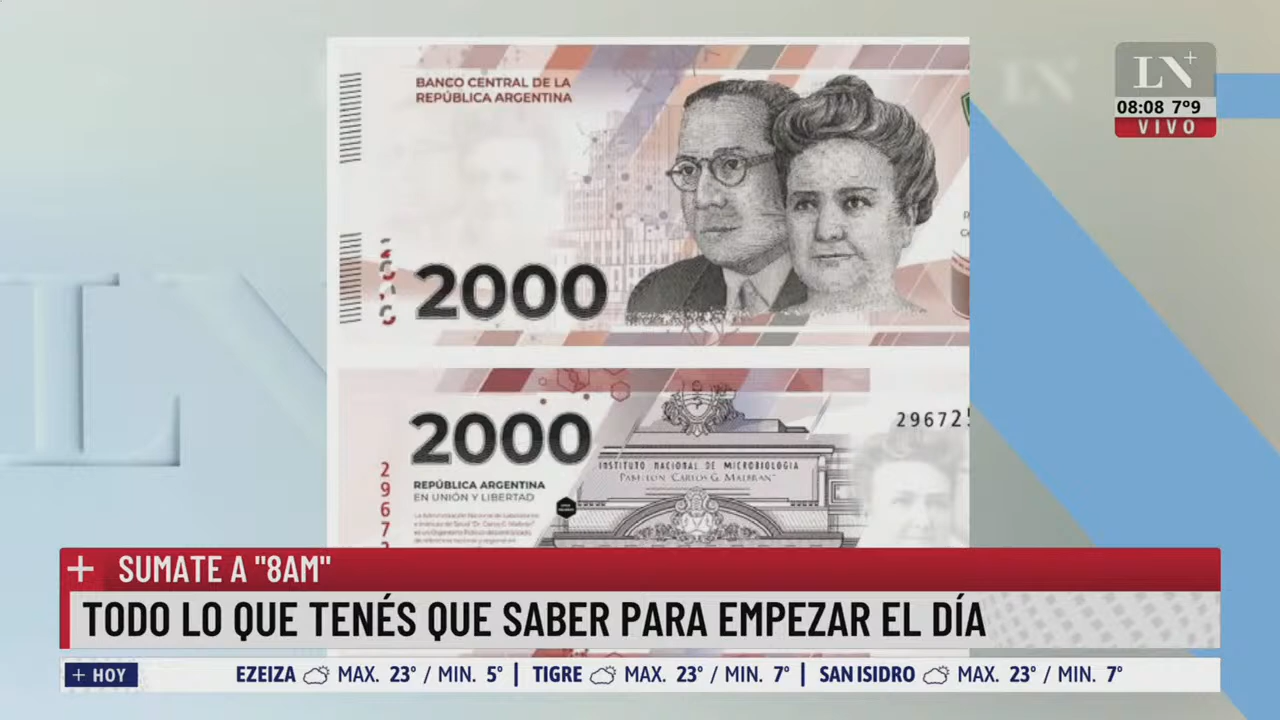 BANCO CENTRAL DE LA
REPÚBLICA ARGENTINA
2000
LN+
08:08 7°9
VIVO
2000
29672
INSTITUTO NACIONAL DE MICROBIOLOGIA
PABELLON "CARLOS G. MALBRAN"
REPÚBLICA ARGENTINA
EN UNIÓN Y LIBERTAD
2967
+ SUMATE A "8AM"
TODO LO QUE TENÉS QUE SABER PARA EMPEZAR EL DÍA
+ HOY
EZEIZA MAX. 23° / MIN. 5° | TIGRE MAX. 23° / MIN. 7° | SAN ISIDRO MAX. 23° / MIN. 7°